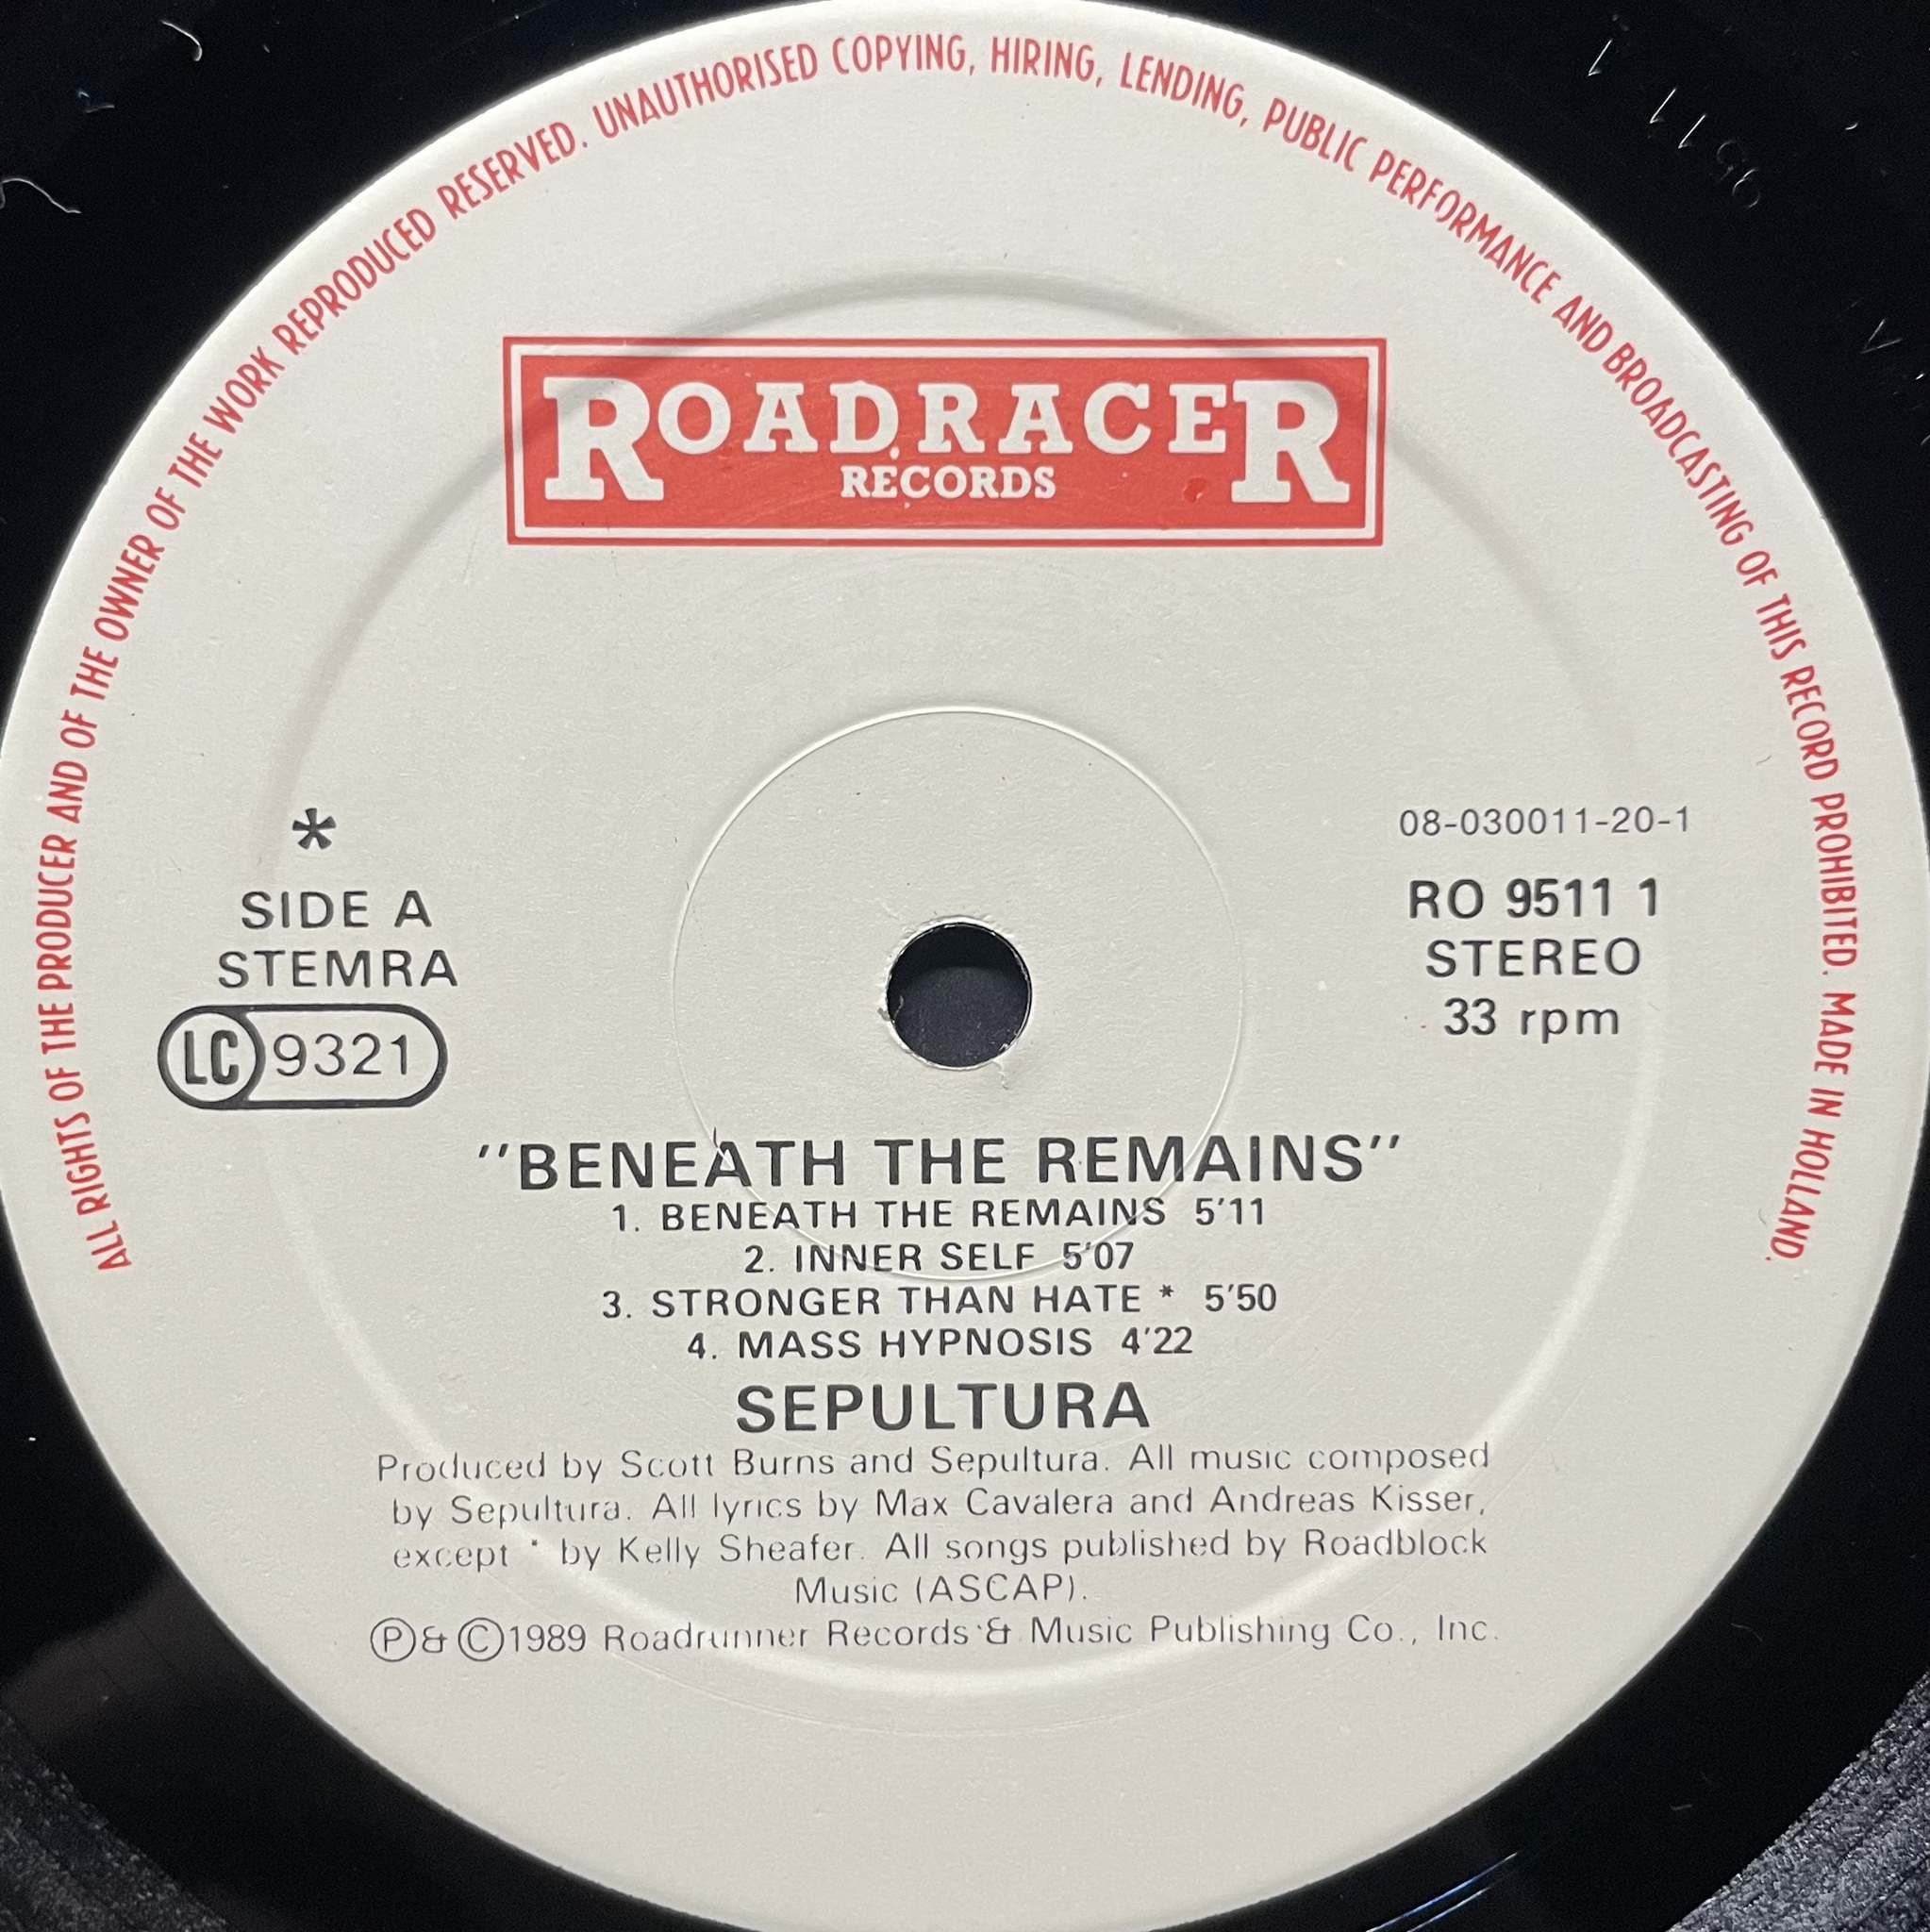 ALL RIGHTS OF THE PRODUCER AND OF THE OWNER OF THE WORK REPRODUCED RESERVED. UNAUTHORISED COPYING, HIRING, LENDING, PUBLIC PERFORMANCE AND BROADCASTING OF THIS RECORD PROHIBITED. MADE IN HOLLAND.
ROADRACER
RECORDS
*
SIDE A
STEMRA
LC 9321
08-030011-20-1
RO 9511 1
STEREO
33 rpm
"BENEATH THE REMAINS"
1. BENEATH THE REMAINS 5'11
2. INNER SELF 5'07
3. STRONGER THAN HATE * 5'50
4. MASS HYPNOSIS 4'22
SEPULTURA
Produced by Scott Burns and Sepultura. All music composed
by Sepultura. All lyrics by Max Cavalera and Andreas Kisser,
except * by Kelly Sheafer. All songs published by Roadblock
Music (ASCAP).
Ⓟ & © 1989 Roadrunner Records & Music Publishing Co., Inc.